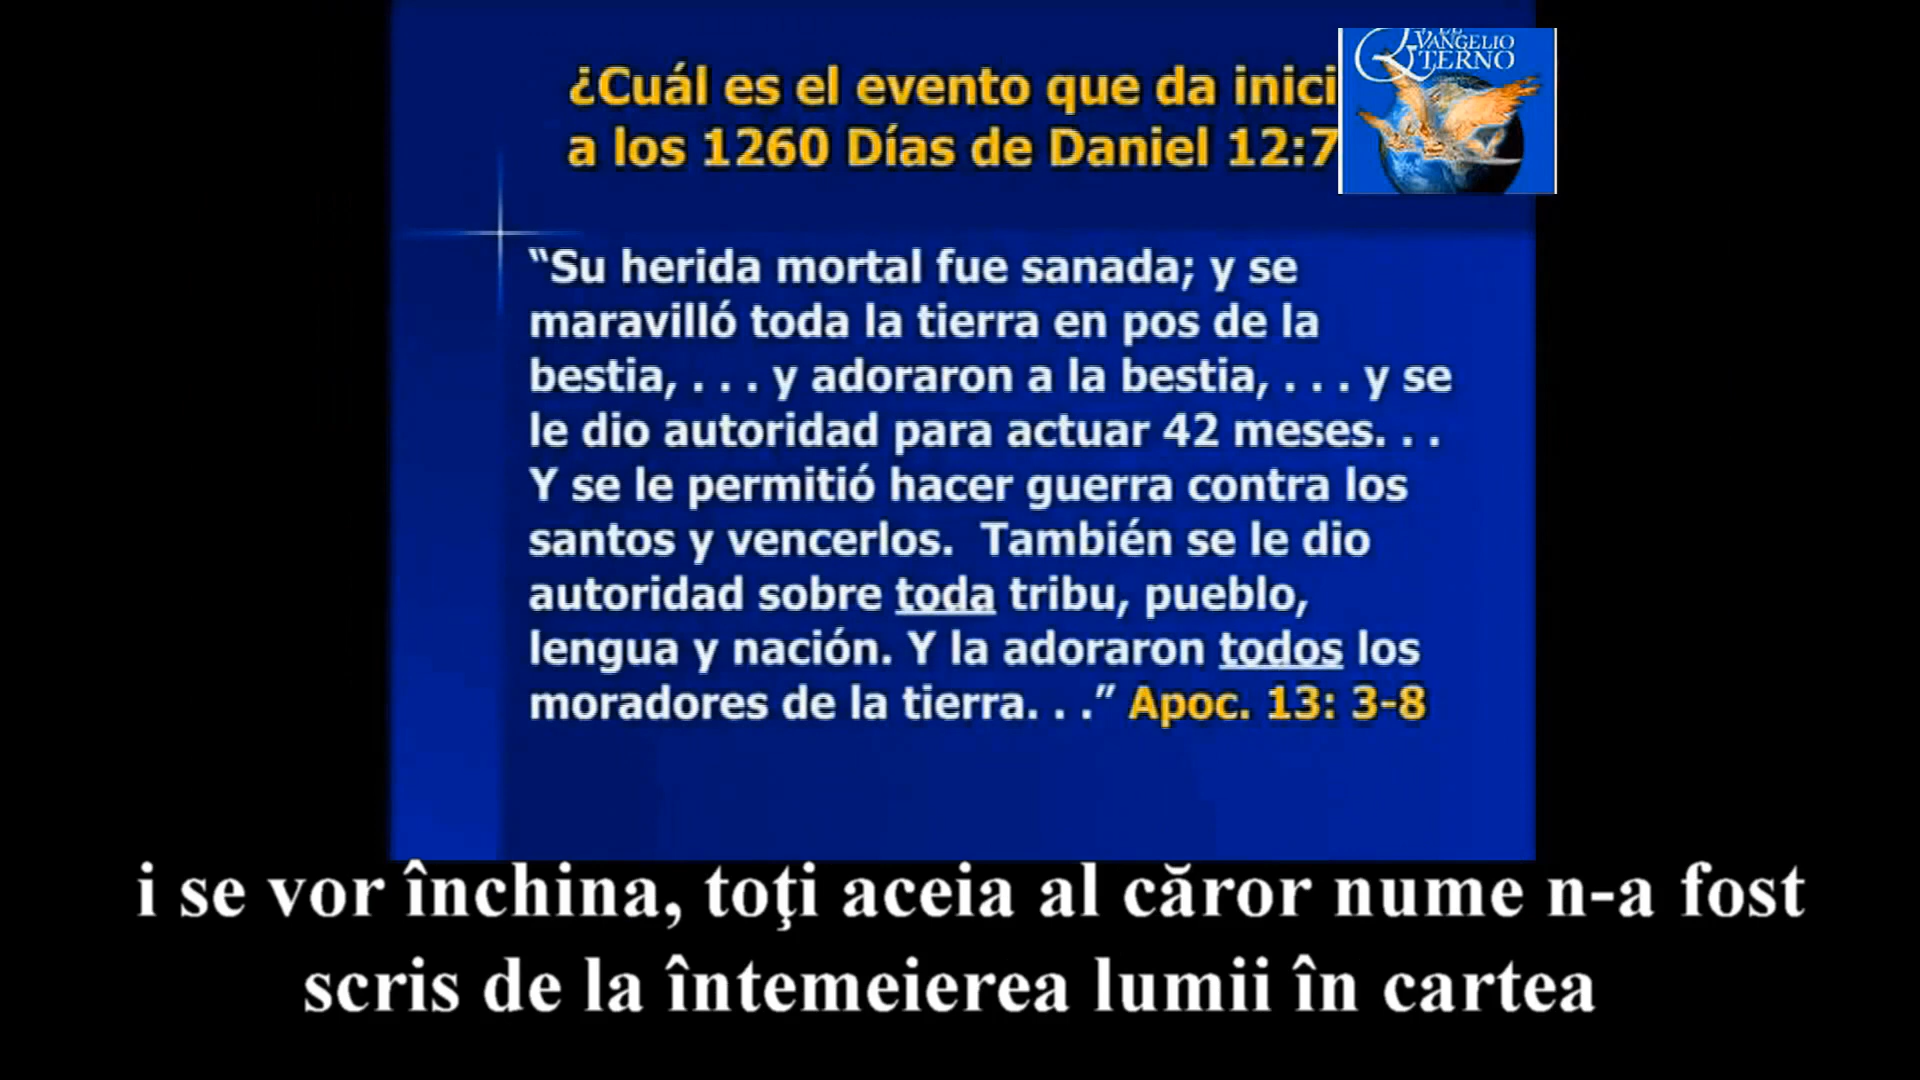 ¿Cuál es el evento que da inici
a los 1260 Días de Daniel 12:7
VANGELIO
TERNO
“Su herida mortal fue sanada; y se
maravilló toda la tierra en pos de la
bestia, . . . y adoraron a la bestia, . . . y se
le dio autoridad para actuar 42 meses. . .
Y se le permitió hacer guerra contra los
santos y vencerlos.  También se le dio
autoridad sobre toda tribu, pueblo,
lengua y nación. Y la adoraron todos los
moradores de la tierra. . .” Apoc. 13: 3-8
i se vor închina, toţi aceia al căror nume n-a fost
scris de la întemeierea lumii în cartea